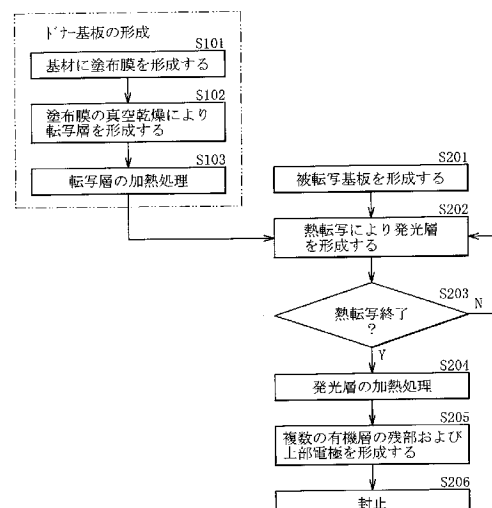 ドナー基板の形成
S101
基材に塗布膜を形成する
S102
塗布膜の真空乾燥により
転写層を形成する
S103
転写層の加熱処理
S201
被転写基板を形成する
S202
熱転写により発光層
を形成する
S203
熱転写終了
?
N
Y
S204
発光層の加熱処理
S205
複数の有機層の残部および
上部電極を形成する
S206
封止